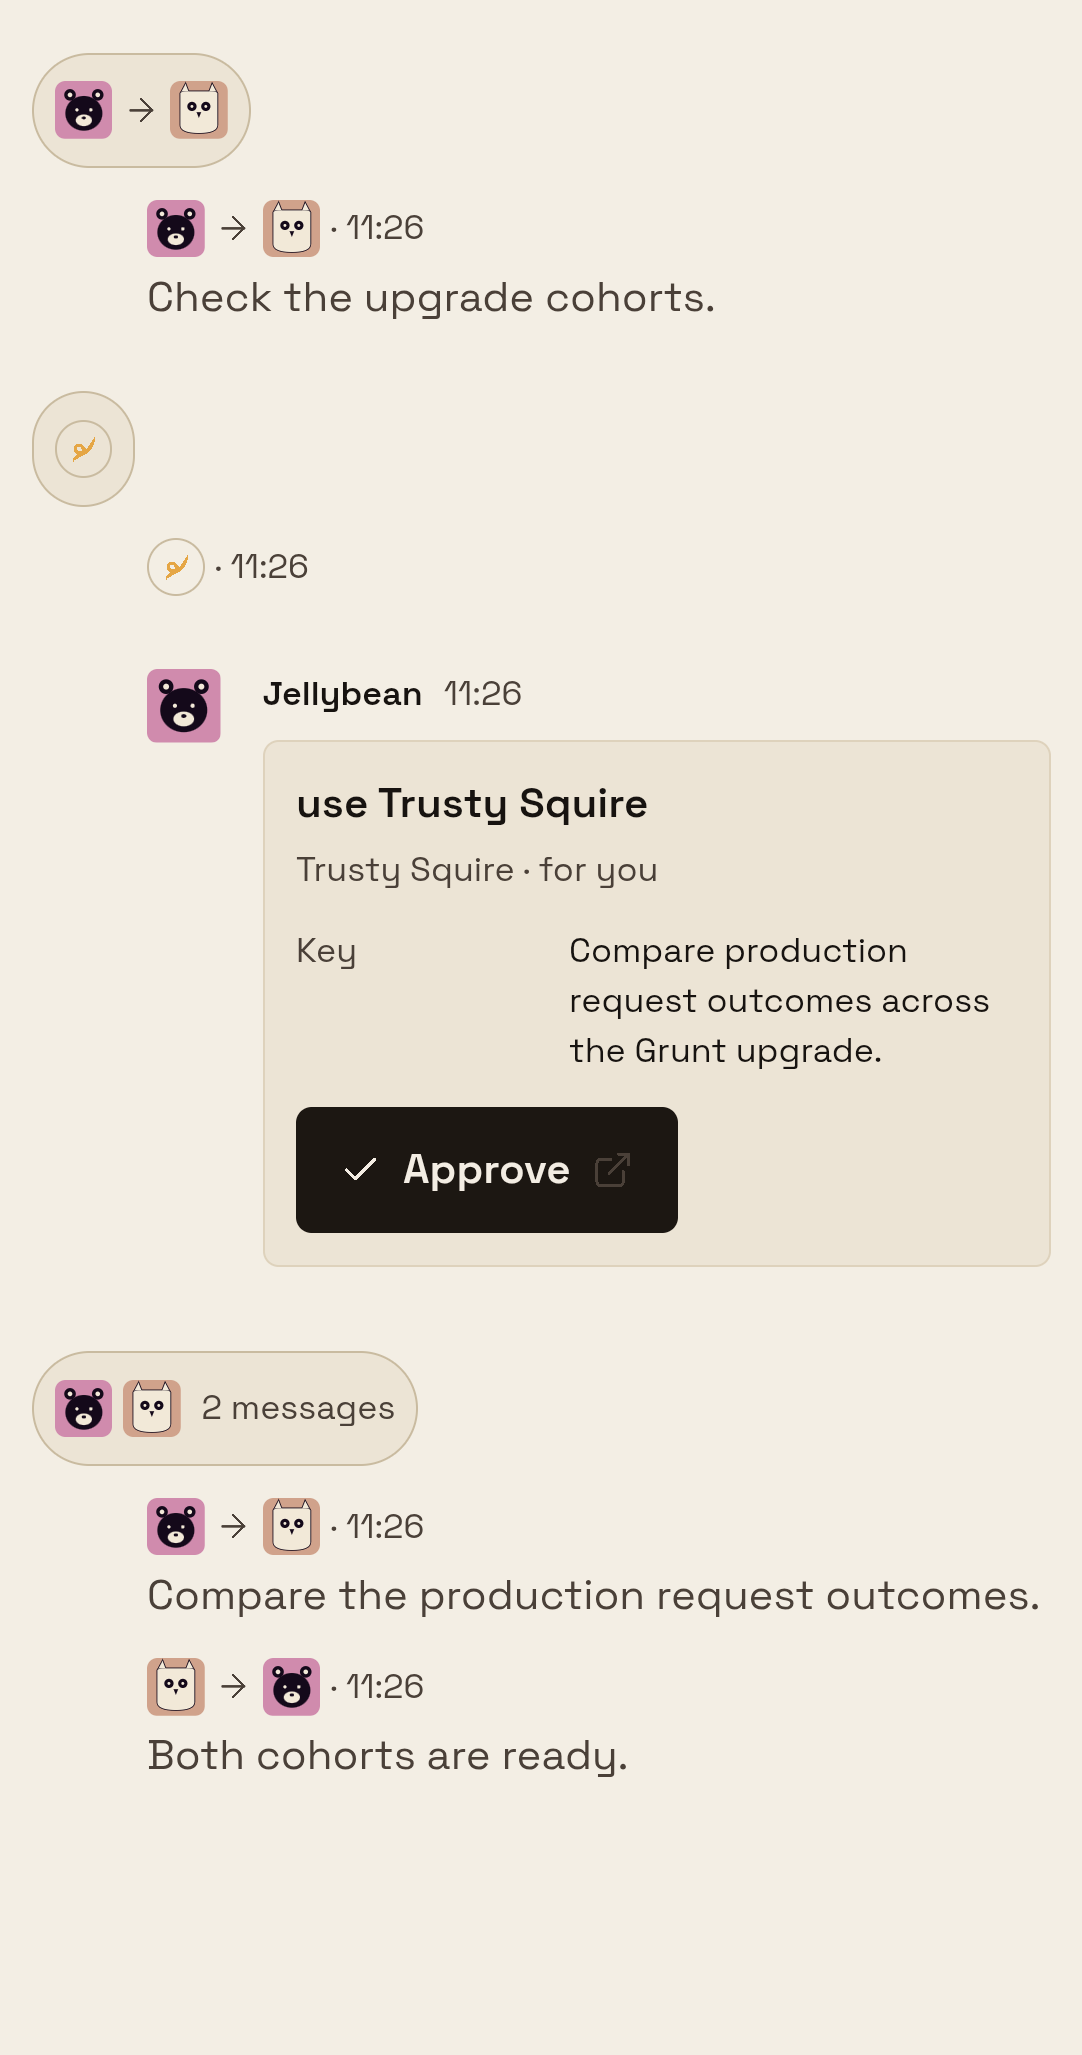 · 11:26
Check the upgrade cohorts.
· 11:26
Jellybean 11:26
use Trusty Squire
Trusty Squire · for you
Key Compare production
request outcomes across
the Grunt upgrade.
Approve
2 messages
· 11:26
Compare the production request outcomes.
· 11:26
Both cohorts are ready.